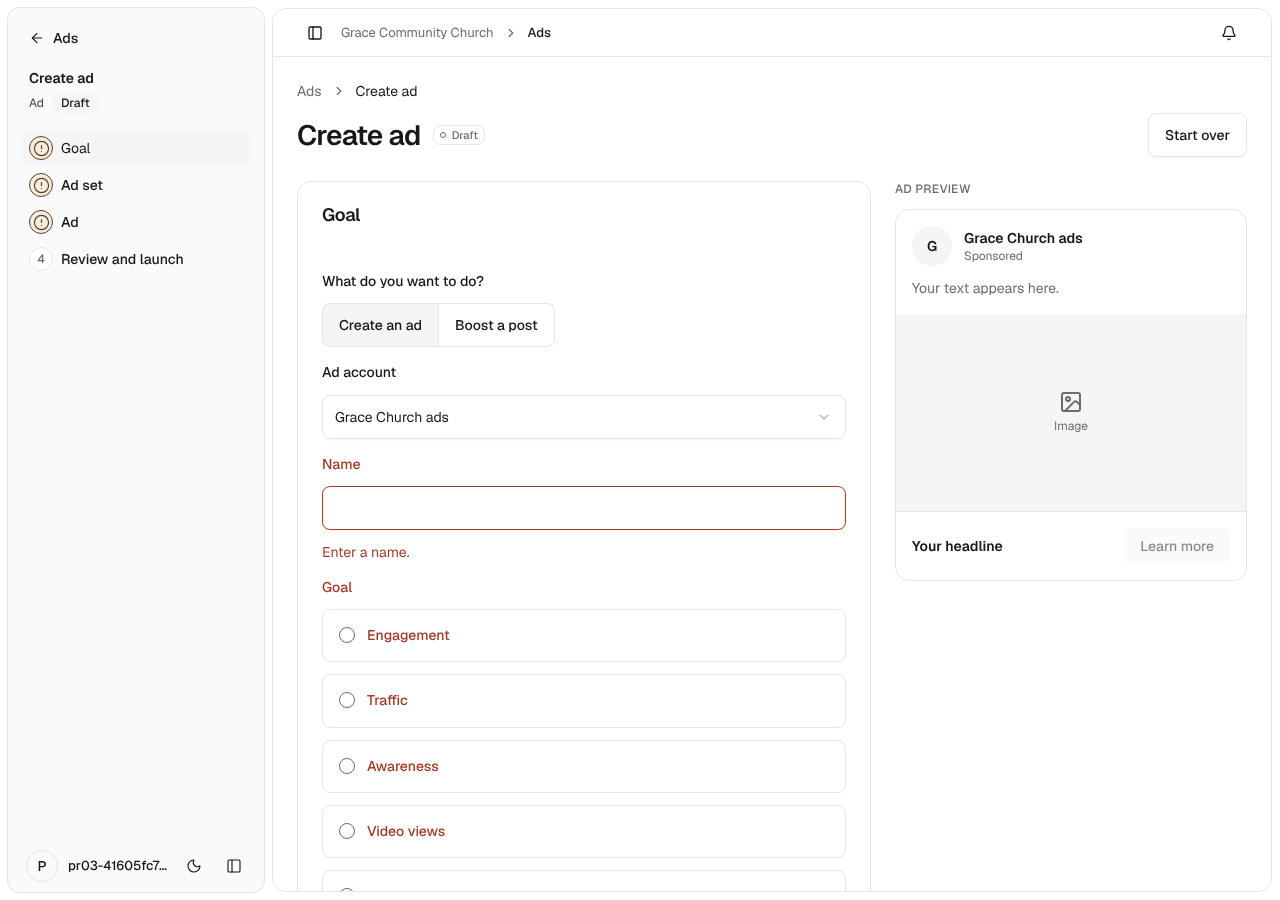 Ads
Create ad
Ad Draft
Goal
Ad set
Ad
4 Review and launch
P pr03-41605fc7...
Grace Community Church Ads
Ads Create ad
Create ad Draft
Start over
Goal
What do you want to do?
Create an ad Boost a post
Ad account
Grace Church ads
Name
Enter a name.
Goal
Engagement
Traffic
Awareness
Video views
AD PREVIEW
G Grace Church ads
Sponsored
Your text appears here.
Image
Your headline Learn more